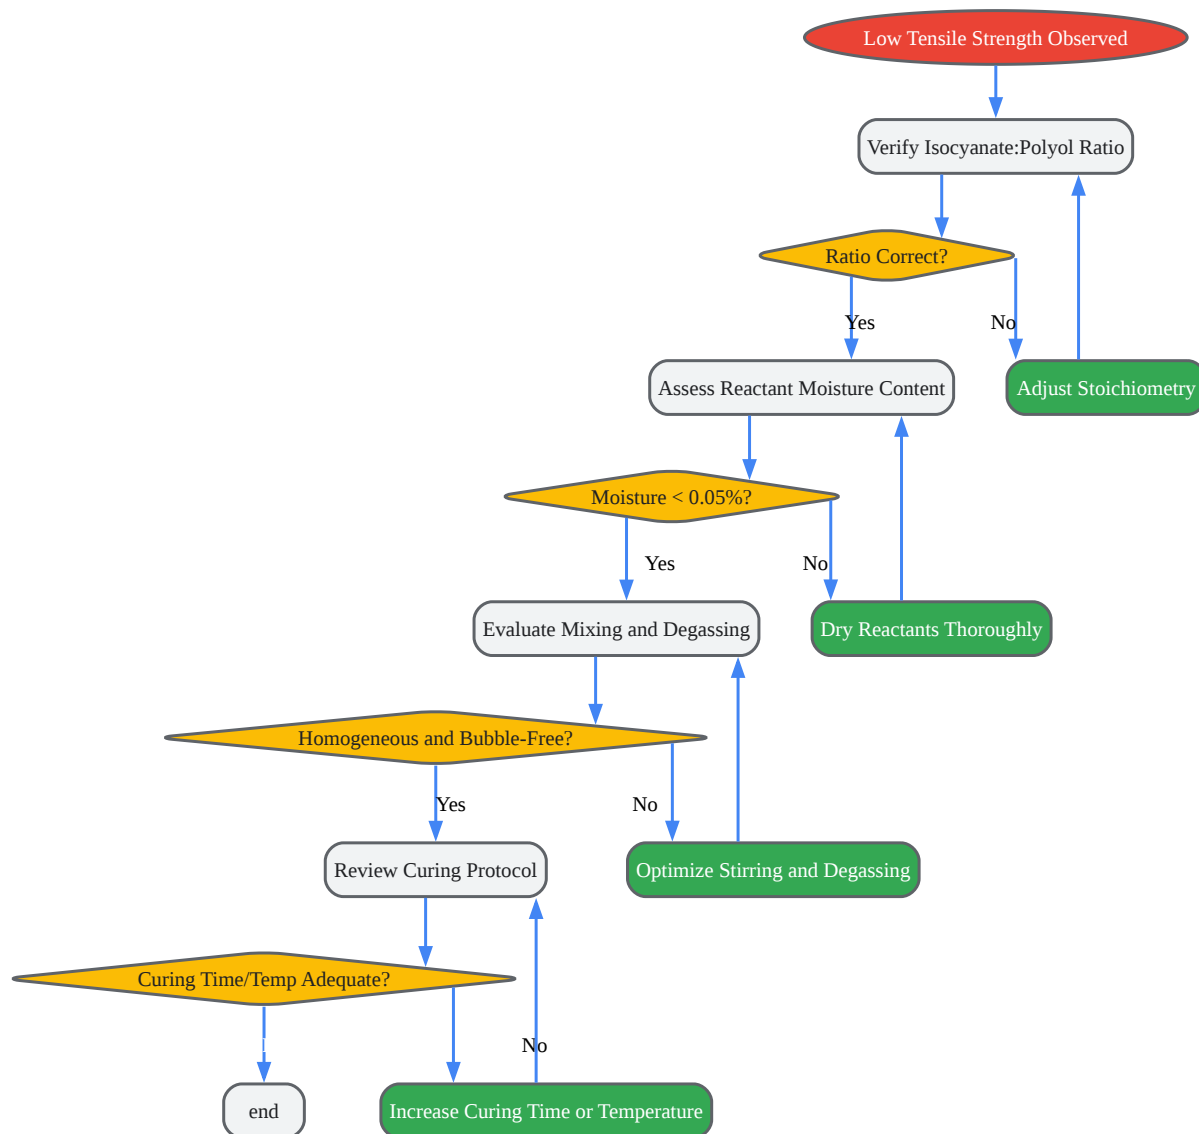 Low Tensile Strength Observed
Verify Isocyanate:Polyol Ratio
Ratio Correct?
Yes
No
Assess Reactant Moisture Content
Adjust Stoichiometry
Moisture < 0.05%?
Yes
No
Evaluate Mixing and Degassing
Dry Reactants Thoroughly
Homogeneous and Bubble-Free?
Yes
No
Review Curing Protocol
Optimize Stirring and Degassing
Curing Time/Temp Adequate?
No
end
Increase Curing Time or Temperature